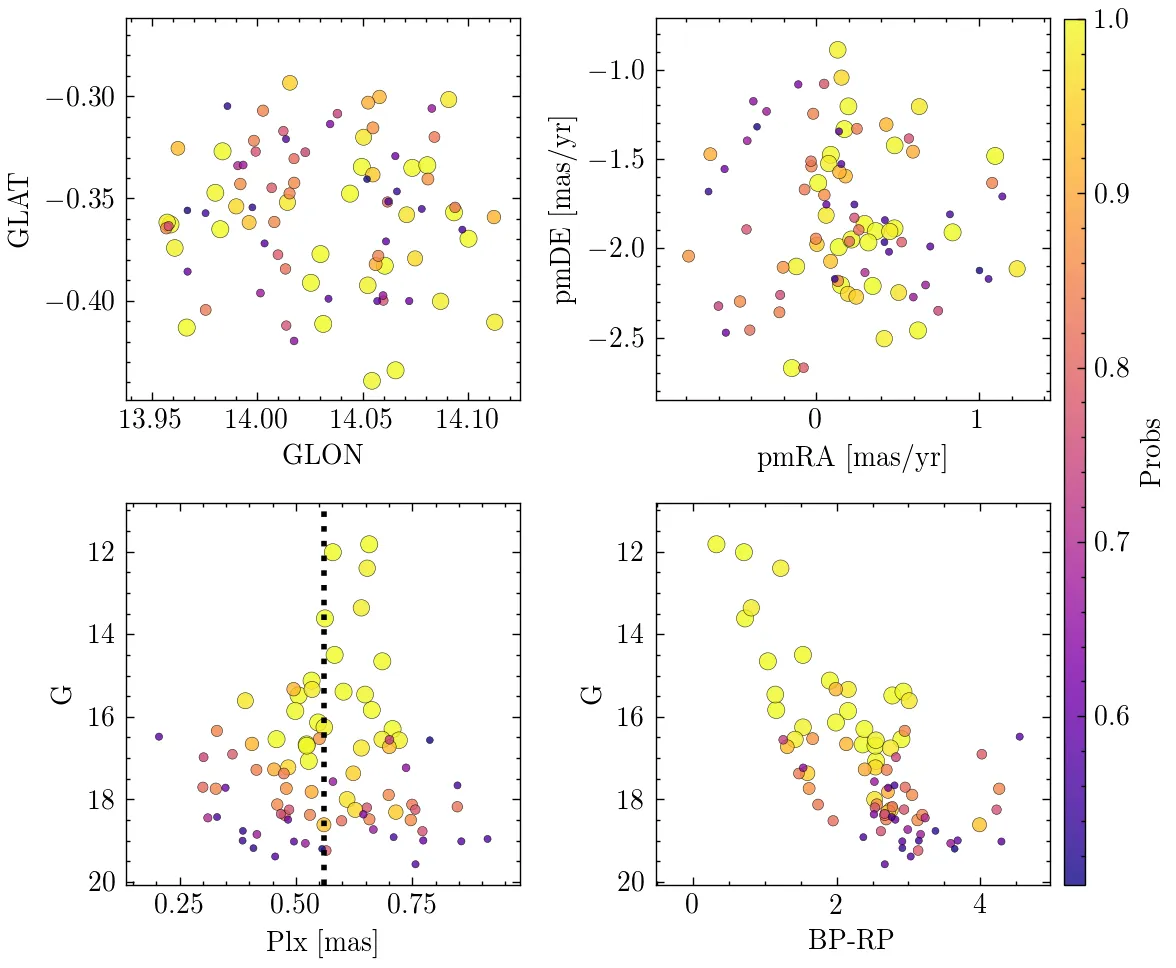 −0.30
−0.35
−0.40
GLAT
13.95 14.00 14.05 14.10
GLON
−1.0
−1.5
−2.0
−2.5
pmDE [mas/yr]
0 1
pmRA [mas/yr]
12
14
16
18
20
G
0.25 0.50 0.75
Plx [mas]
12
14
16
18
20
G
0 2 4
BP-RP
1.0
0.9
0.8
0.7
0.6
Probs